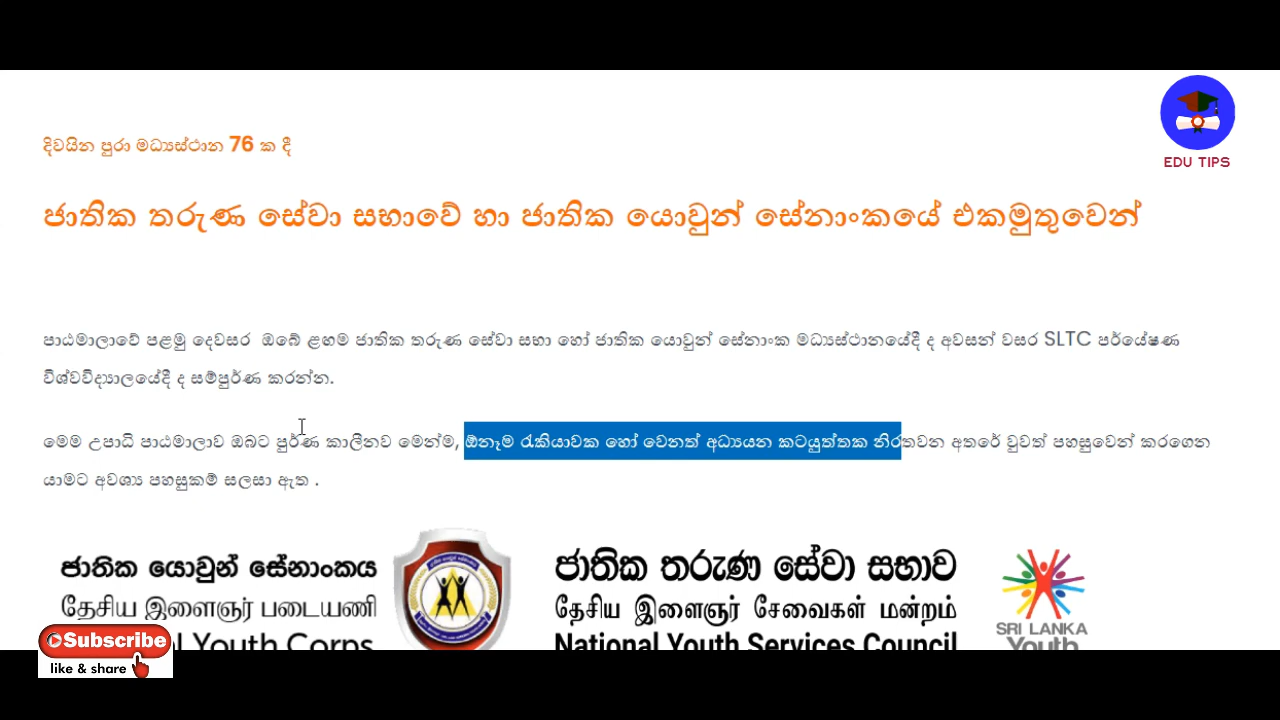 EDU TIPS
දිවයින පුරා මධ්‍යස්ථාන 76 ක දී
ජාතික තරුණ සේවා සභාවේ හා ජාතික යොවුන් සේනාංකයේ එකමුතුවෙන්
පාඨමාලාවේ පළමු දෙවසර ඔබේ ළඟම ජාතික තරුණ සේවා සභා හෝ ජාතික යොවුන් සේනාංක මධ්‍යස්ථානයේදී ද අවසන් වසර SLTC පර්යේෂණ
විශ්වවිද්‍යාලයේදී ද සම්පුර්ණ කරන්න.
මෙම උපාධි පාඨමාලාව ඔබට පුර්ණ කාලීනව මෙන්ම, ඕනෑම රැකියාවක හෝ වෙනත් අධ්‍යයන කටයුත්තක නිරතවන අතරේ වුවත් පහසුවෙන් කරගෙන
යාමට අවශ්‍ය පහසුකම් සලසා ඇත .
ජාතික යොවුන් සේනාංකය
தேசிய இளைஞர் படையணி
Youth Corps
ජාතික තරුණ සේවා සභාව
தேசிய இளைஞர் சேவைகள் மன்றம்
National Youth Services Council
SRI LANKA
Youth
Subscribe
like & share